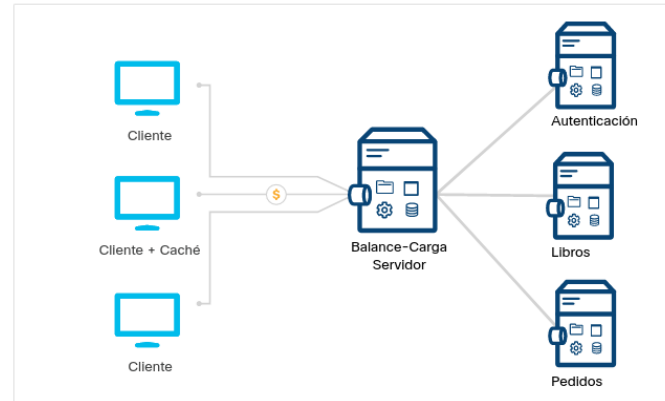 Cliente
Cliente + Caché
Cliente
$
Balance-Carga
Servidor
Autenticación
Libros
Pedidos